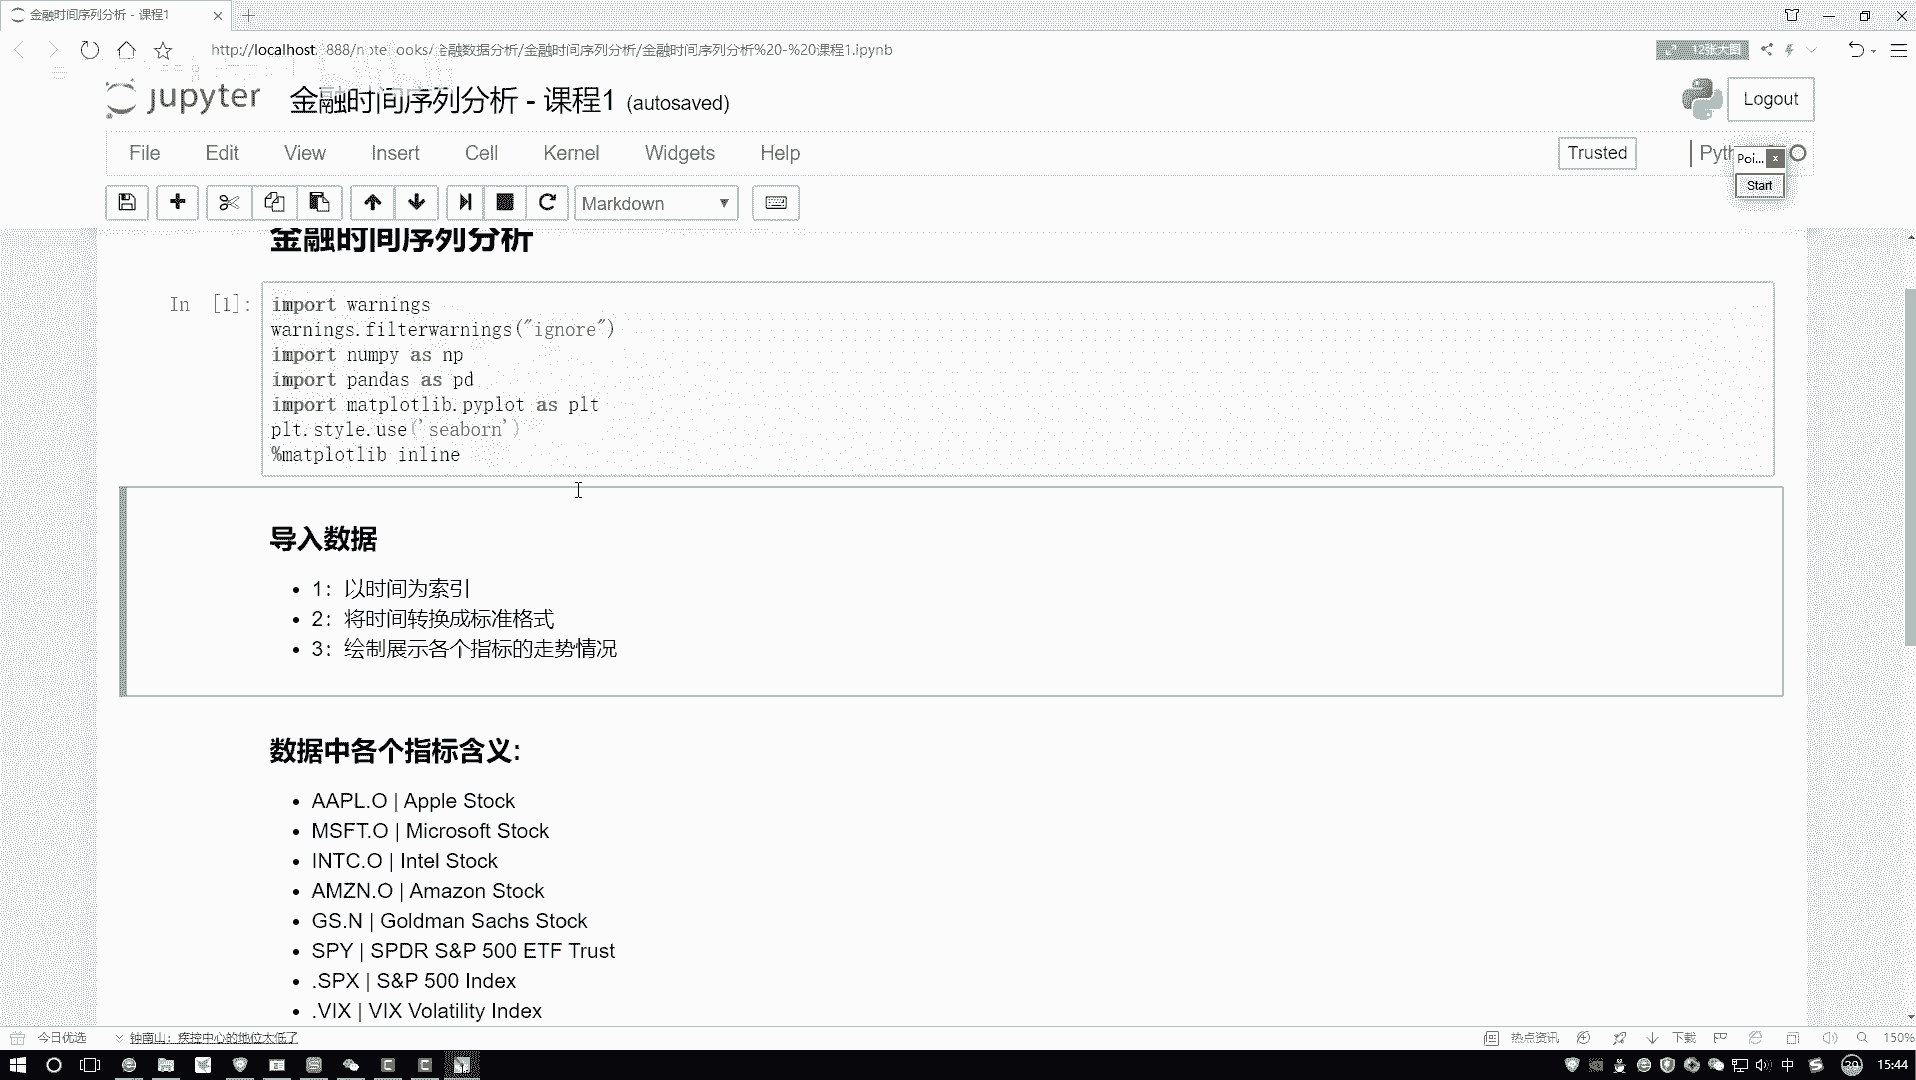 金融时间序列分析 - 课程1
http://localhost:8888/notebooks/金融数据分析/金融时间序列分析/金融时间序列分析%20-%20课程1.ipynb
12张大图
jupyter 金融时间序列分析 - 课程1 (autosaved)
Logout
File Edit View Insert Cell Kernel Widgets Help
Trusted
Poi...
Start
Markdown
金融时间序列分析
In [1]:
import warnings
warnings.filterwarnings("ignore")
import numpy as np
import pandas as pd
import matplotlib.pyplot as plt
plt.style.use('seaborn')
%matplotlib inline
导入数据
1：以时间为索引
2：将时间转换成标准格式
3：绘制展示各个指标的走势情况
数据中各个指标含义:
AAPL.O | Apple Stock
MSFT.O | Microsoft Stock
INTC.O | Intel Stock
AMZN.O | Amazon Stock
GS.N | Goldman Sachs Stock
SPY | SPDR S&P 500 ETF Trust
.SPX | S&P 500 Index
.VIX | VIX Volatility Index
今日优选
钟南山：疾控中心的地位太低了
热点资讯
下载
150%
中
15:44